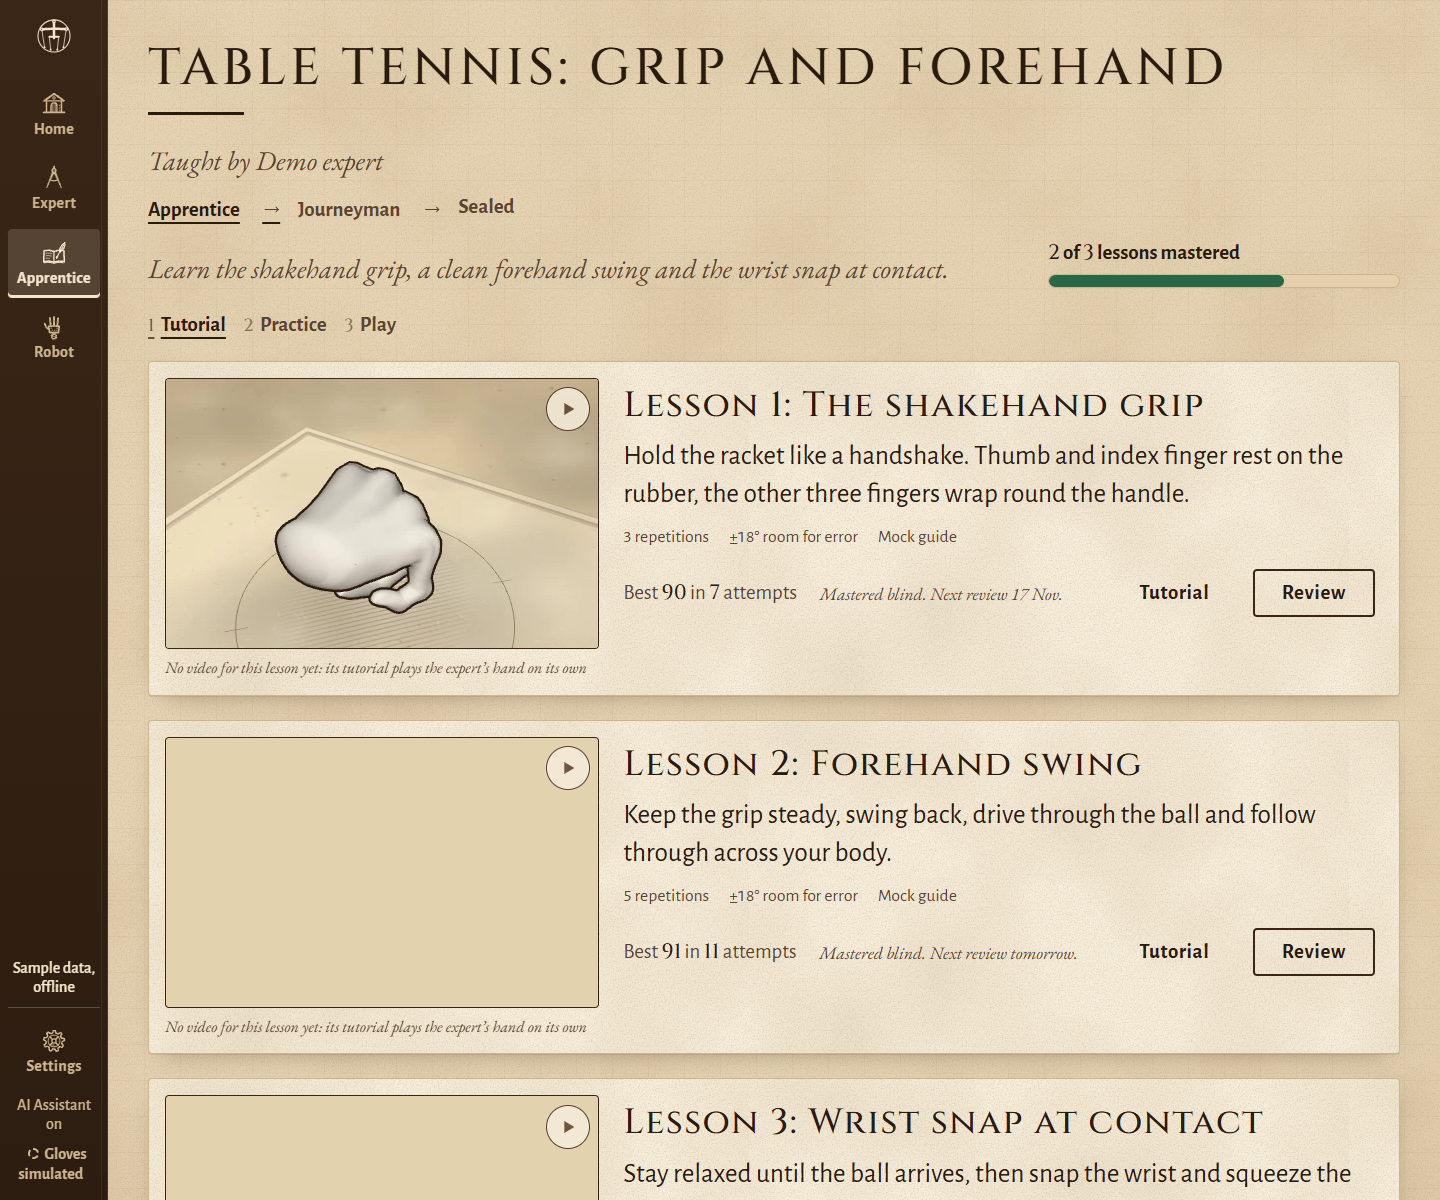 TABLE TENNIS: GRIP AND FOREHAND
Home
Expert
Apprentice
Robot
Sample data,
offline
Settings
AI Assistant
on
Gloves
simulated
Taught by Demo expert
Apprentice → Journeyman → Sealed
Learn the shakehand grip, a clean forehand swing and the wrist snap at contact.
2 of 3 lessons mastered
1 Tutorial 2 Practice 3 Play
Lesson 1: The shakehand grip
Hold the racket like a handshake. Thumb and index finger rest on the
rubber, the other three fingers wrap round the handle.
3 repetitions ±18° room for error Mock guide
Best 90 in 7 attempts Mastered blind. Next review 17 Nov. Tutorial Review
No video for this lesson yet: its tutorial plays the expert's hand on its own
Lesson 2: Forehand swing
Keep the grip steady, swing back, drive through the ball and follow
through across your body.
5 repetitions ±18° room for error Mock guide
Best 91 in 11 attempts Mastered blind. Next review tomorrow. Tutorial Review
No video for this lesson yet: its tutorial plays the expert's hand on its own
Lesson 3: Wrist snap at contact
Stay relaxed until the ball arrives, then snap the wrist and squeeze the